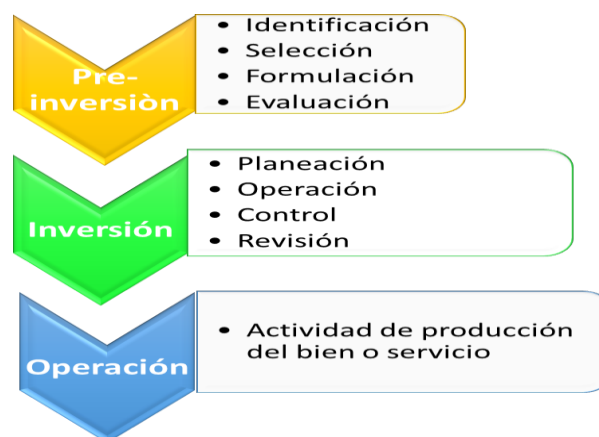 Pre-
inversiòn
• Identificación
• Selección
• Formulación
• Evaluación
Inversión
• Planeación
• Operación
• Control
• Revisión
Operación
• Actividad de producción
del bien o servicio